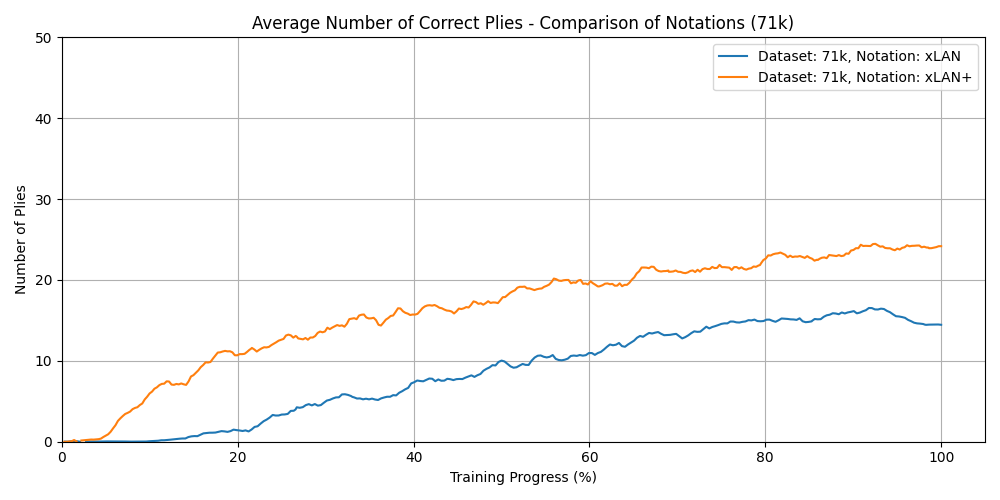 Average Number of Correct Plies - Comparison of Notations (71k)
Dataset: 71k, Notation: xLAN
Dataset: 71k, Notation: xLAN+
Number of Plies
50
40
30
20
10
0
0 20 40 60 80 100
Training Progress (%)